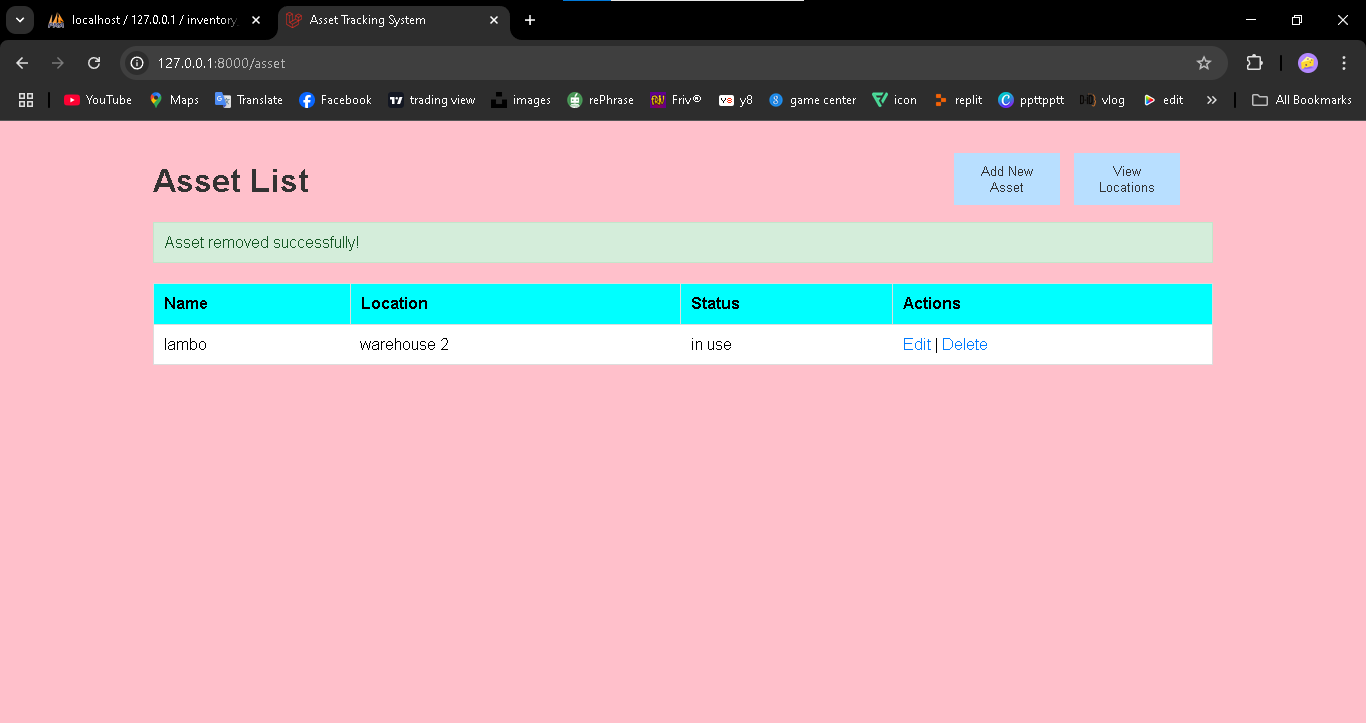 localhost / 127.0.0.1 / inventory
Asset Tracking System
127.0.0.1:8000/asset
YouTube Maps Translate Facebook trading view images rePhrase Friv® y8 game center icon replit ppttpptt vlog edit » All Bookmarks
Asset List
Add New
Asset
View
Locations
Asset removed successfully!
Name Location Status Actions
lambo warehouse 2 in use Edit | Delete